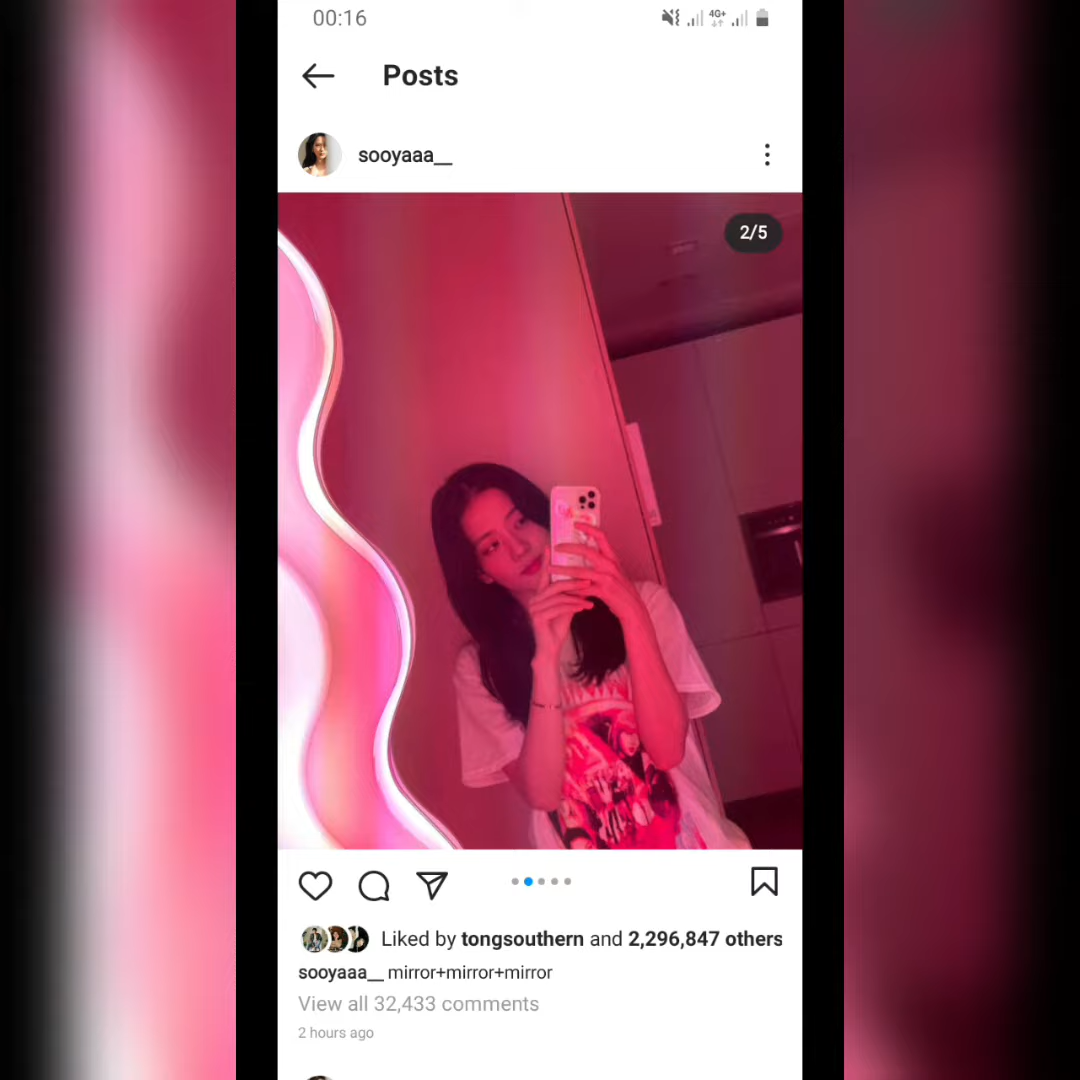 00:16
4G+
Posts
sooyaaa__
2/5
Liked by tongsouthern and 2,296,847 others
sooyaaa__ mirror+mirror+mirror
View all 32,433 comments
2 hours ago